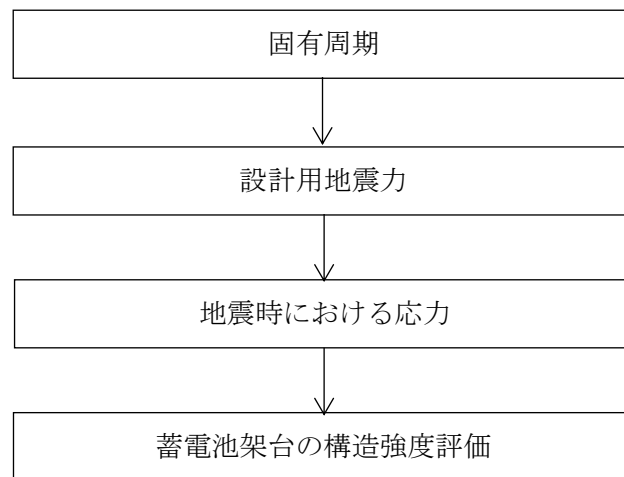 固有周期
設計用地震力
地震時における応力
蓄電池架台の構造強度評価